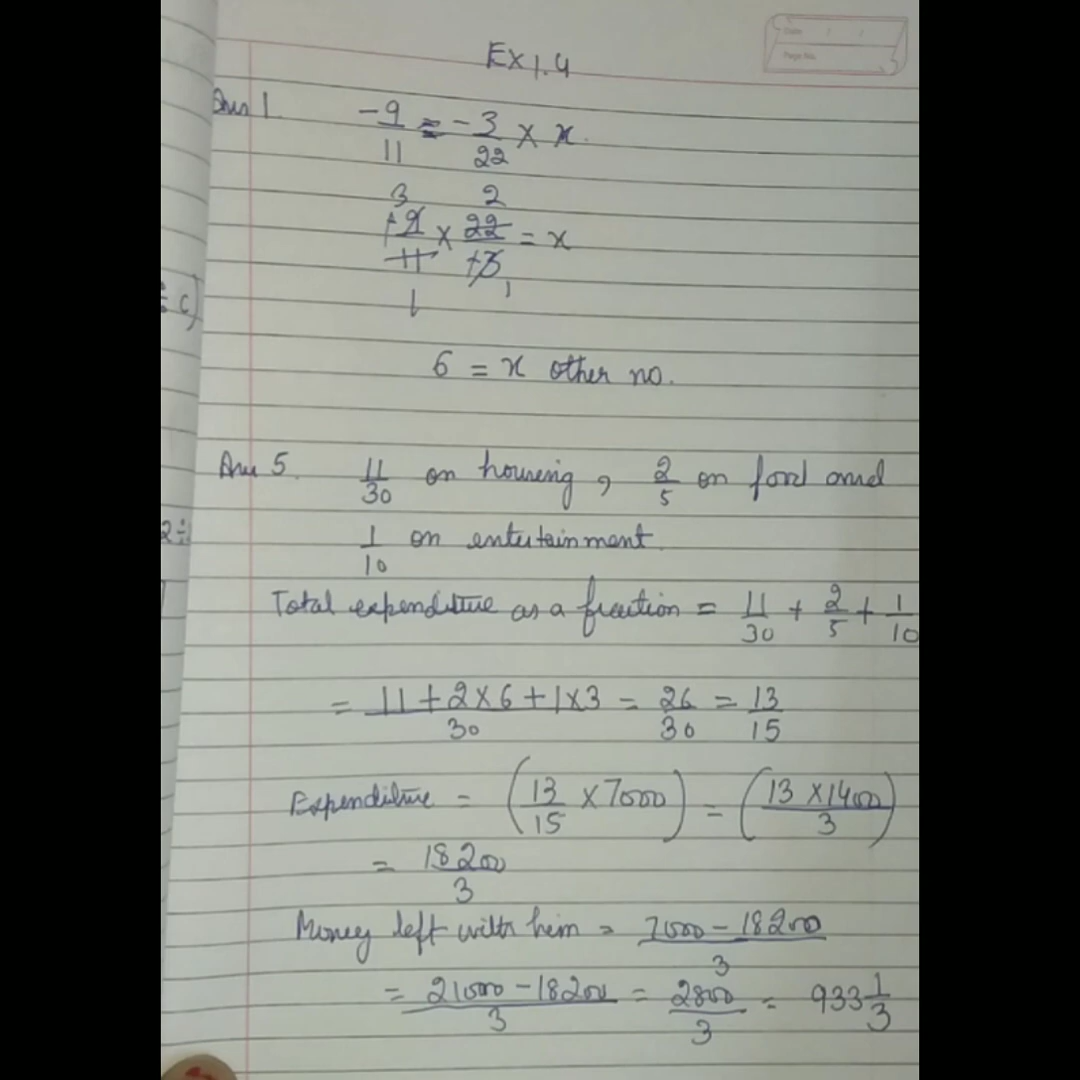 Date / /
Page No.
Ex 1.4
Ans 1. -9/11 = -3/22 × x
3 2
-9/11 × 22/-3 = x
1 1
÷ c)
6 = x other no.
Ans 5. 11/30 on housing, 2/5 on food and
2÷
1/10 on entertainment.
Total expenditure as a fraction = 11/30 + 2/5 + 1/10
= 11+2×6+1×3/30 = 26/30 = 13/15
Expenditure = (13/15 × 7000) = (13×1400/3)
= 18200/3
Money left with him = 7000-18200/3
= 21000-18200/3 = 2800/3 = 933 1/3